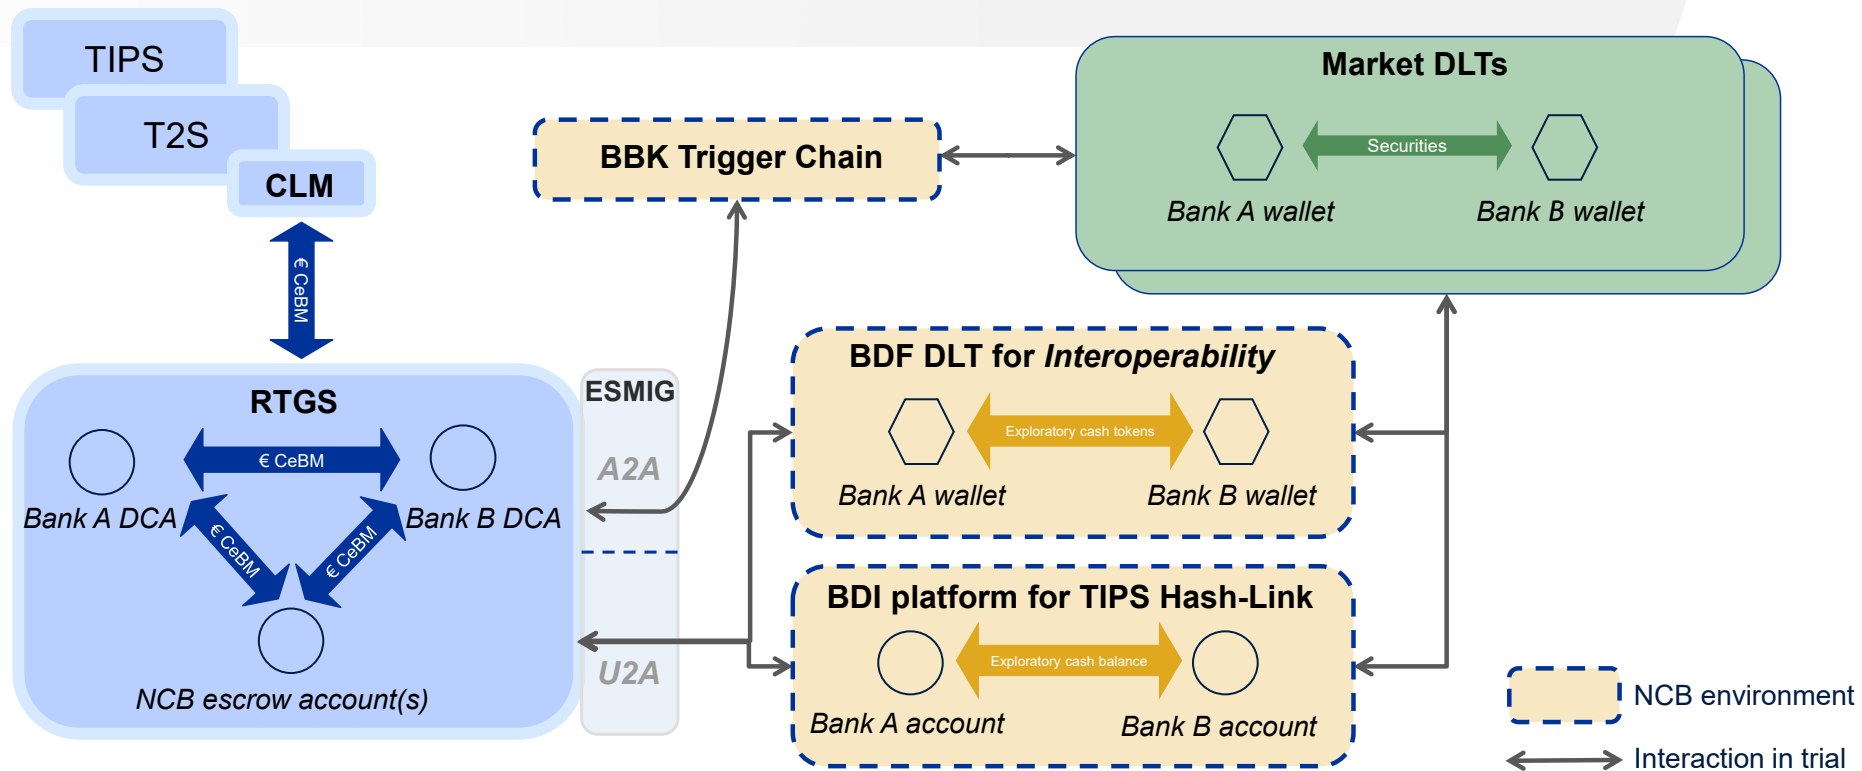 TIPS
T2S
CLM
€ CeBM
RTGS
€ CeBM
Bank A DCA
Bank B DCA
€ CeBM
€ CeBM
NCB escrow account(s)
ESMIG
A2A
U2A
BBK Trigger Chain
Market DLTs
Securities
Bank A wallet
Bank B wallet
BDF DLT for Interoperability
Exploratory cash tokens
Bank A wallet
Bank B wallet
BDI platform for TIPS Hash-Link
Exploratory cash balance
Bank A account
Bank B account
NCB environment
Interaction in trial